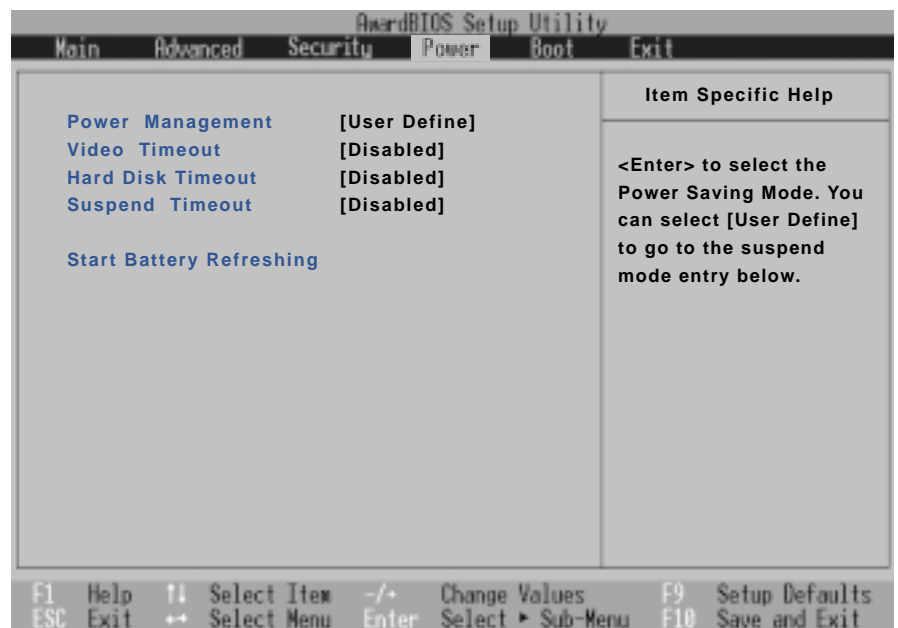 AwardBIOS Setup Utility
Main Advanced Security Power Boot Exit
Power Management [User Define]
Video Timeout [Disabled]
Hard Disk Timeout [Disabled]
Suspend Timeout [Disabled]
Start Battery Refreshing
Item Specific Help
<Enter> to select the
Power Saving Mode. You
can select [User Define]
to go to the suspend
mode entry below.
F1 Help ↑↓ Select Item -/+ Change Values F9 Setup Defaults
ESC Exit ←→ Select Menu Enter Select ► Sub-Menu F10 Save and Exit